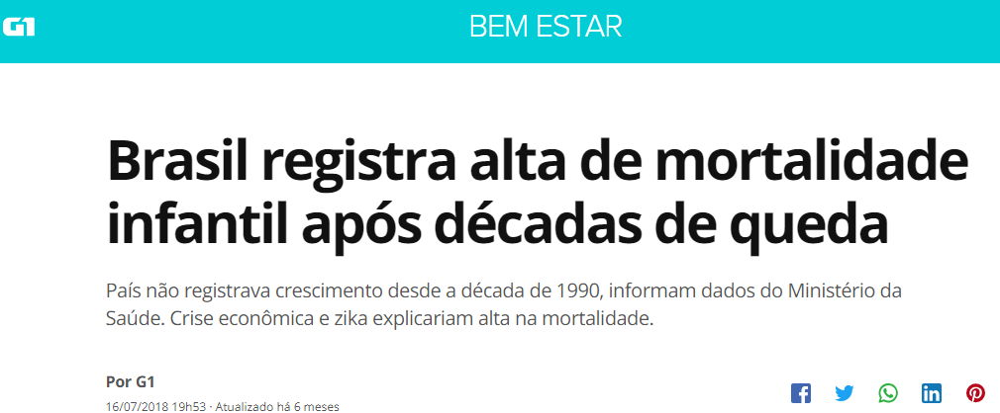 G1
BEM ESTAR
Brasil registra alta de mortalidade
infantil após décadas de queda
País não registrava crescimento desde a década de 1990, informam dados do Ministério da
Saúde. Crise econômica e zika explicariam alta na mortalidade.
Por G1
16/07/2018 19h53 · Atualizado há 6 meses